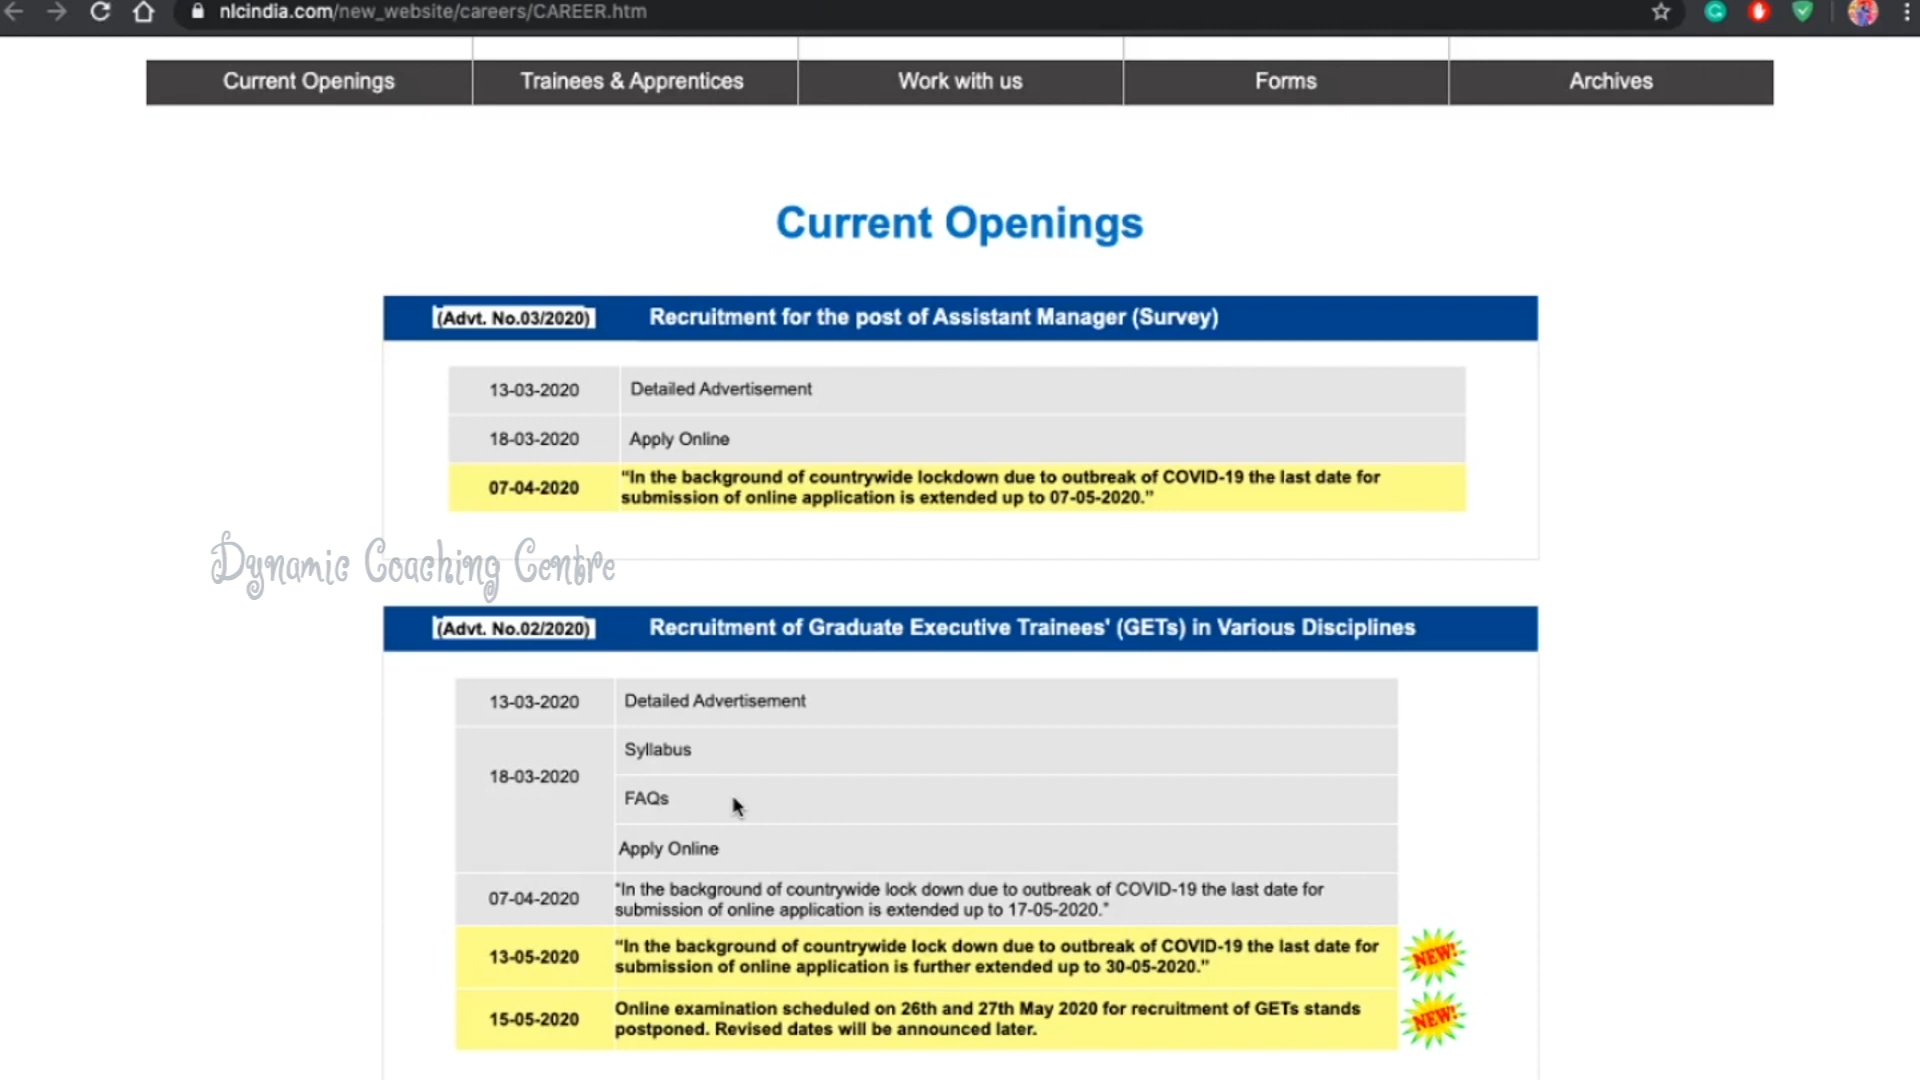 nlcindia.com/new_website/careers/CAREER.htm
Current Openings
Trainees & Apprentices
Work with us
Forms
Archives
Current Openings
(Advt. No.03/2020)
Recruitment for the post of Assistant Manager (Survey)
13-03-2020
Detailed Advertisement
18-03-2020
Apply Online
07-04-2020
“In the background of countrywide lockdown due to outbreak of COVID-19 the last date for
submission of online application is extended up to 07-05-2020.”
Dynamic Coaching Centre
(Advt. No.02/2020)
Recruitment of Graduate Executive Trainees' (GETs) in Various Disciplines
13-03-2020
Detailed Advertisement
18-03-2020
Syllabus
FAQs
Apply Online
07-04-2020
"In the background of countrywide lock down due to outbreak of COVID-19 the last date for
submission of online application is extended up to 17-05-2020."
13-05-2020
“In the background of countrywide lock down due to outbreak of COVID-19 the last date for
submission of online application is further extended up to 30-05-2020.”
NEW!
15-05-2020
Online examination scheduled on 26th and 27th May 2020 for recruitment of GETs stands
postponed. Revised dates will be announced later.
NEW!